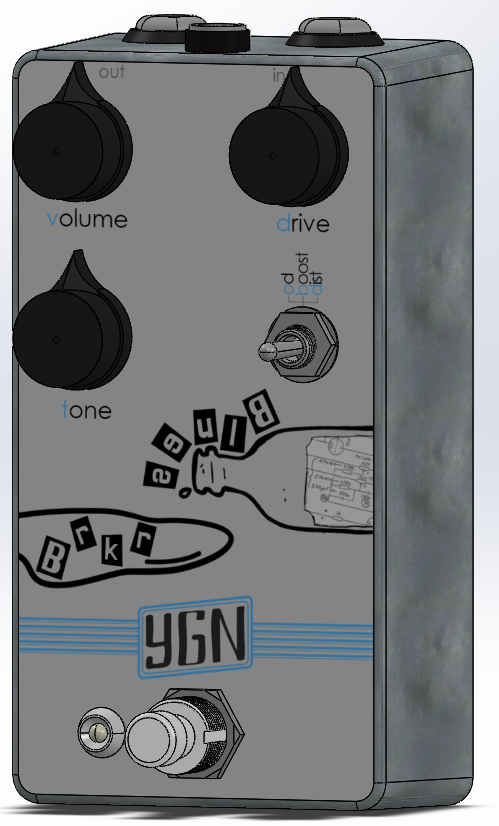 out
in
volume
drive
od
boost
dist
tone
Blues
Brkr
YGN